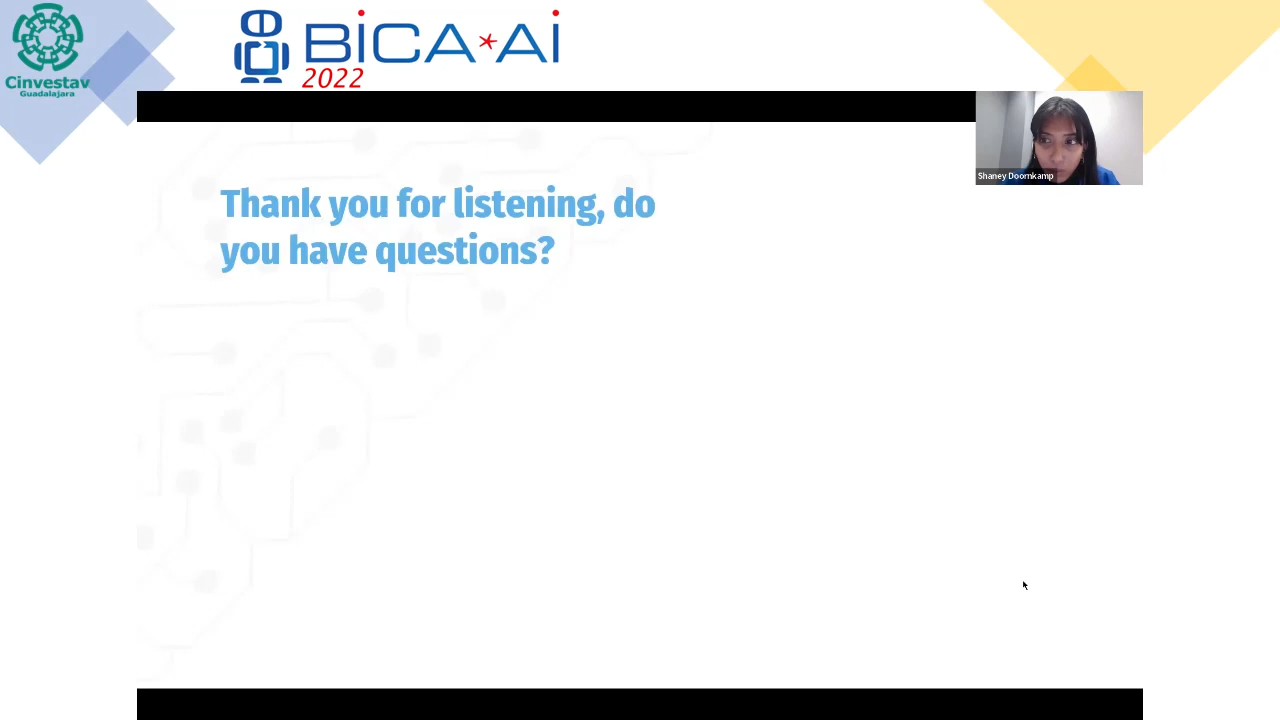 Cinvestav
Guadalajara
BiCA*Ai
2022
Shaney Doornkamp
Thank you for listening, do
you have questions?